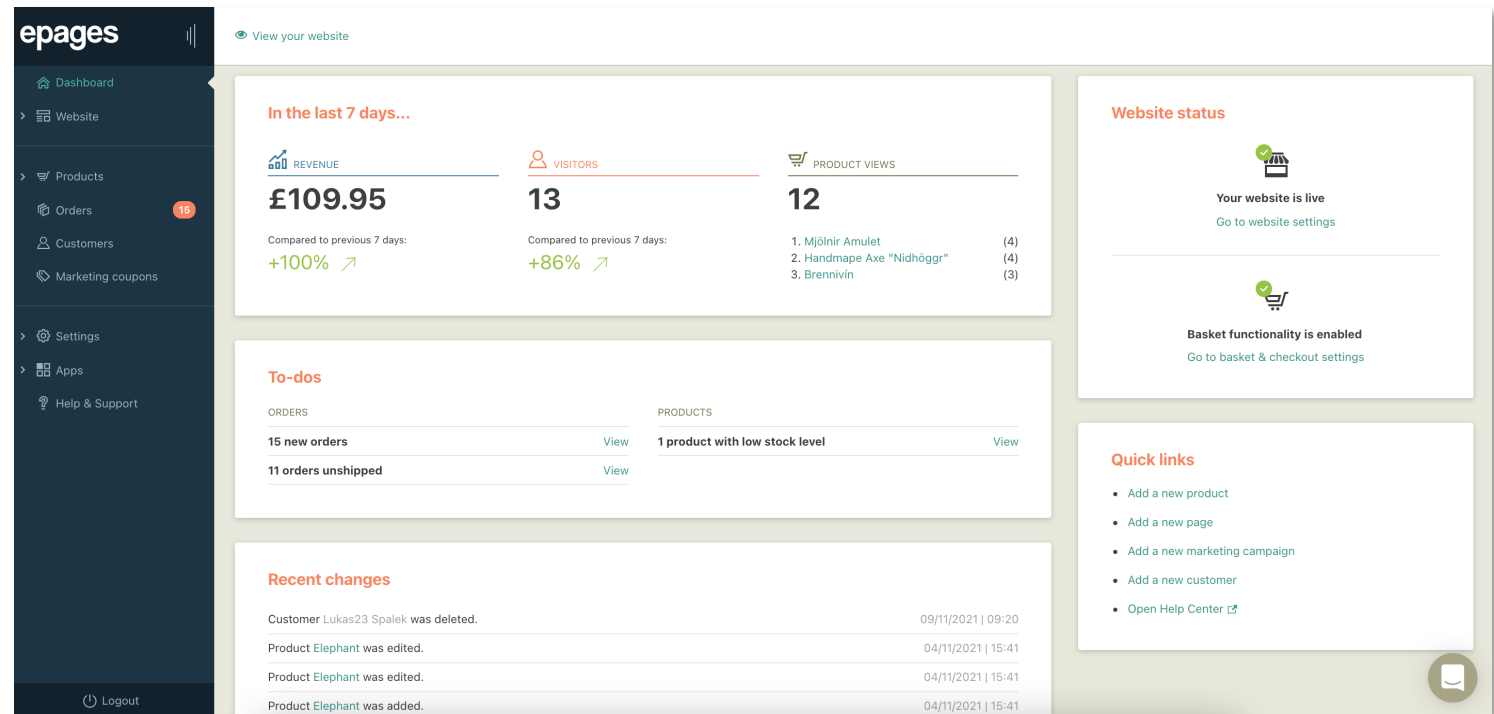 epages
View your website
Dashboard
Website
Products
Orders 15
Customers
Marketing coupons
Settings
Apps
Help & Support
Logout
In the last 7 days...
REVENUE
£109.95
Compared to previous 7 days:
+100%
VISITORS
13
Compared to previous 7 days:
+86%
PRODUCT VIEWS
12
1. Mjölnir Amulet (4)
2. Handmape Axe "Nidhöggr" (4)
3. Brennivín (3)
To-dos
ORDERS
15 new orders View
11 orders unshipped View
PRODUCTS
1 product with low stock level View
Recent changes
Customer Lukas23 Spalek was deleted. 09/11/2021 | 09:20
Product Elephant was edited. 04/11/2021 | 15:41
Product Elephant was edited. 04/11/2021 | 15:41
Product Elephant was added. 04/11/2021 | 15:41
Website status
Your website is live
Go to website settings
Basket functionality is enabled
Go to basket & checkout settings
Quick links
Add a new product
Add a new page
Add a new marketing campaign
Add a new customer
Open Help Center